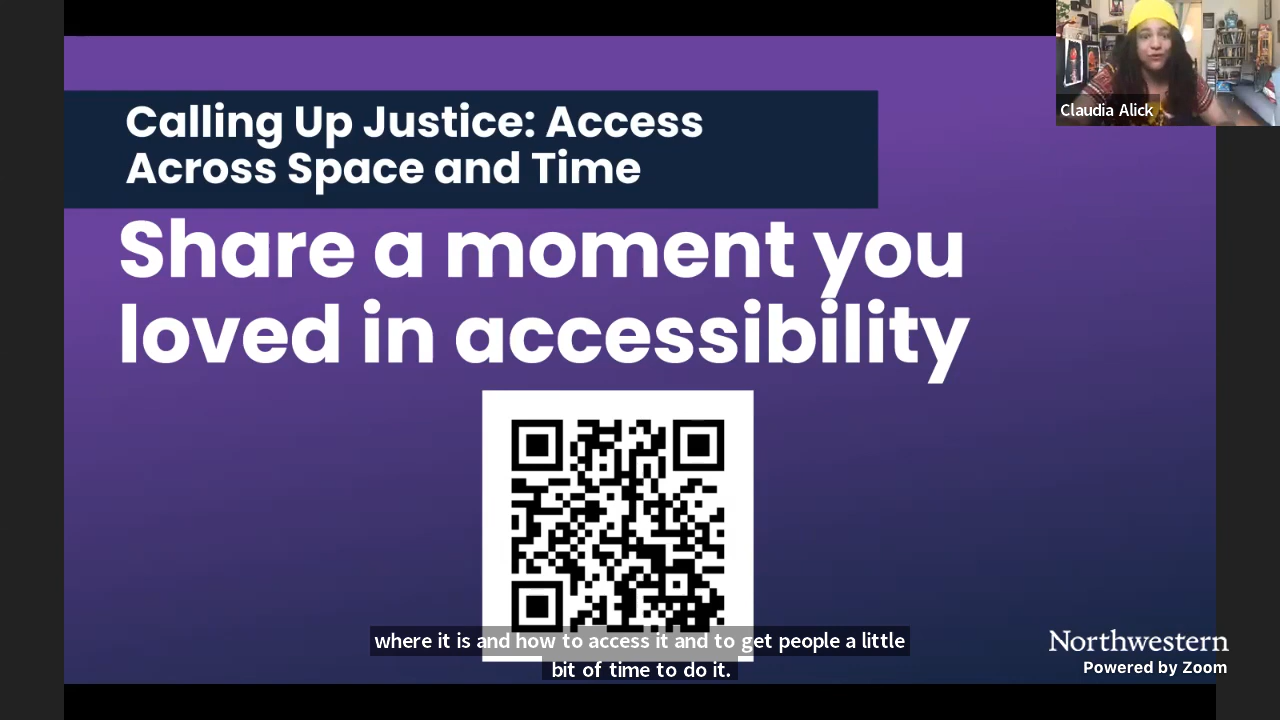 Claudia Alick
Calling Up Justice: Access
Across Space and Time
Share a moment you
loved in accessibility
where it is and how to access it and to get people a little
bit of time to do it.
Northwestern
Powered by Zoom